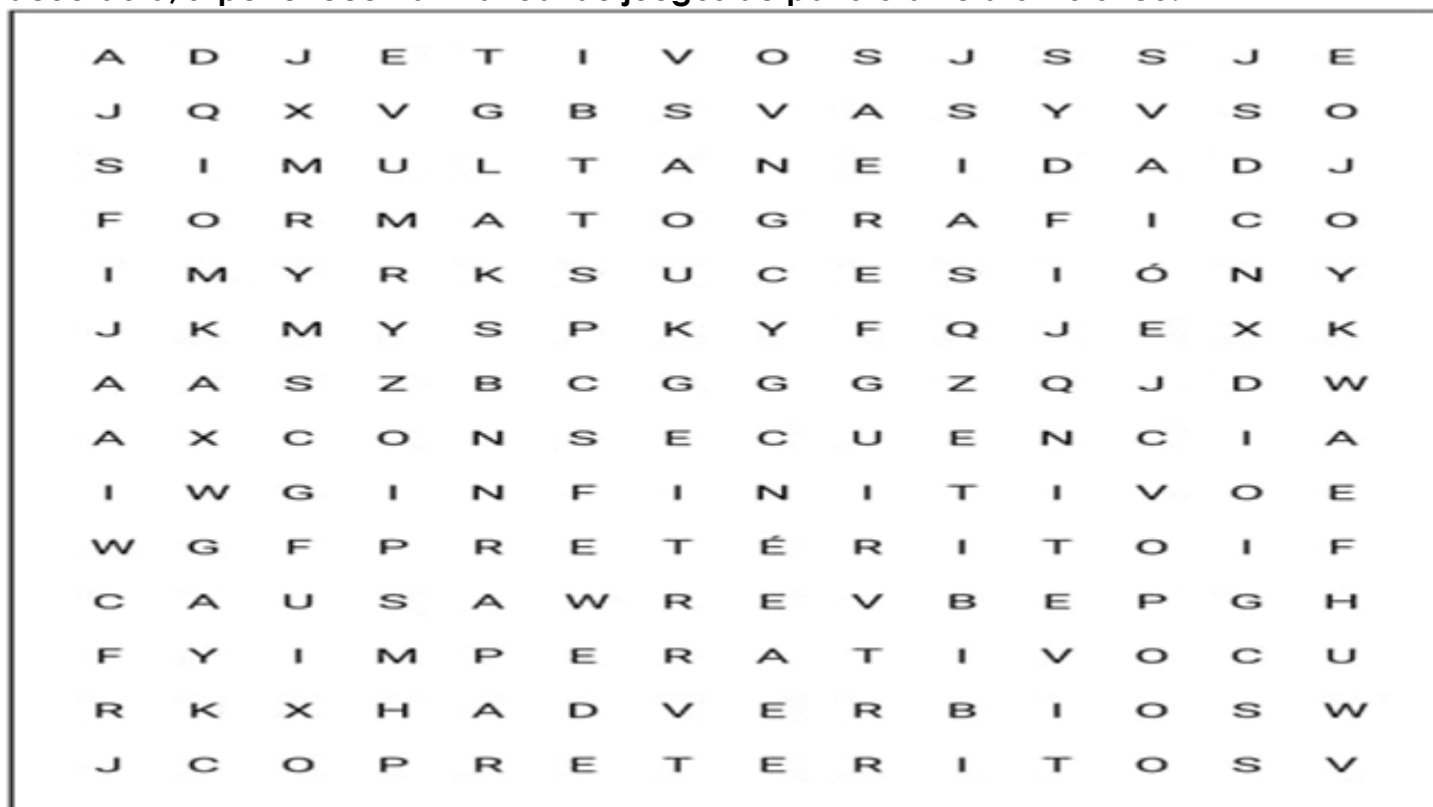 A D J E T I V O S J S S J E
J Q X V G B S V A S Y V S O
S I M U L T A N E I D A D J
F O R M A T O G R A F I C O
I M Y R K S U C E S I Ó N Y
J K M Y S P K Y F Q J E X K
A A S Z B C G G G Z Q J D W
A X C O N S E C U E N C I A
I W G I N F I N I T I V O E
W G F P R E T É R I T O I F
C A U S A W R E V B E P G H
F Y I M P E R A T I V O C U
R K X H A D V E R B I O S W
J C O P R E T E R I T O S V